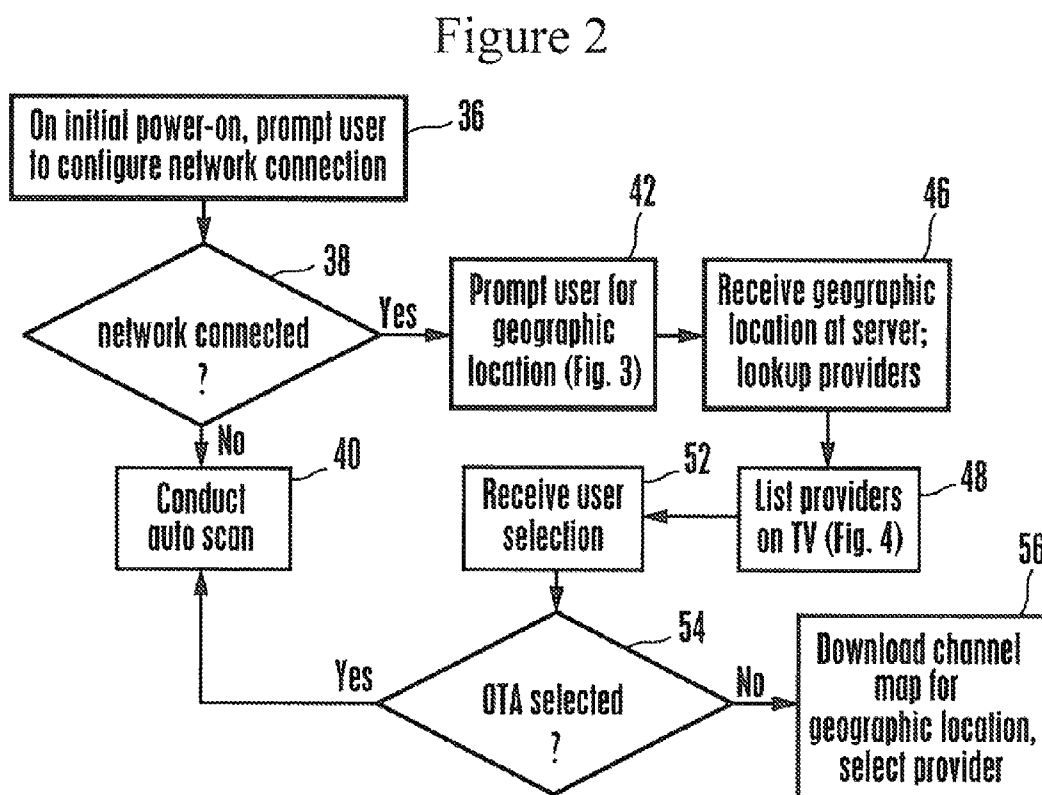 Figure 2
On initial power-on, prompt user
to configure network connection
36
38
network connected
?
Yes
No
42
Prompt user for
geographic
location (Fig. 3)
46
Receive geographic
location at server;
lookup providers
40
Conduct
auto scan
52
Receive user
selection
48
List providers
on TV (Fig. 4)
54
OTA selected
?
Yes
No
56
Download channel
map for
geographic location,
select provider